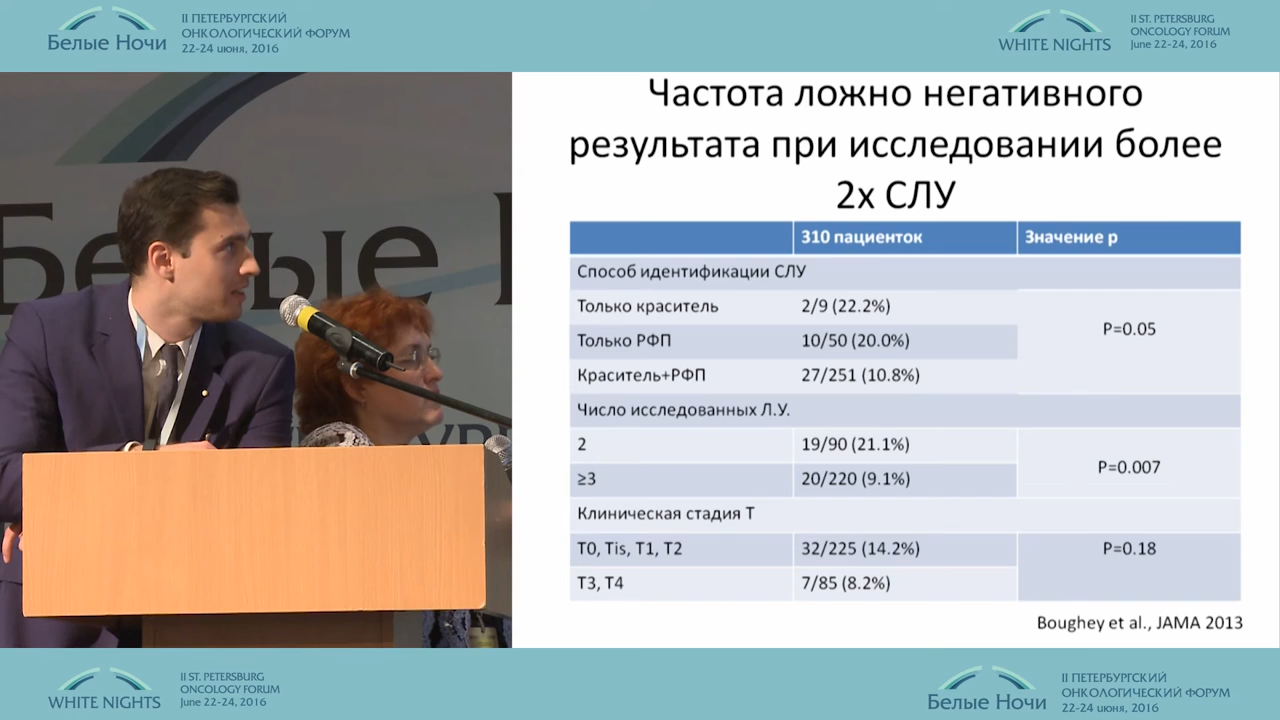 II ПЕТЕРБУРГСКИЙ
ОНКОЛОГИЧЕСКИЙ ФОРУМ
22-24 июня, 2016
Белые Ночи
II ST. PETERSBURG
ONCOLOGY FORUM
June 22-24, 2016
WHITE NIGHTS
Белые
Частота ложно негативного
результата при исследовании более
2х СЛУ
310 пациенток Значение p
Способ идентификации СЛУ
Только краситель 2/9 (22.2%)
P=0.05
Только РФП 10/50 (20.0%)
Краситель+РФП 27/251 (10.8%)
Число исследованных Л.У.
2 19/90 (21.1%)
P=0.007
≥3 20/220 (9.1%)
Клиническая стадия Т
T0, Tis, T1, T2 32/225 (14.2%) P=0.18
T3, T4 7/85 (8.2%)
Boughey et al., JAMA 2013
WHITE NIGHTS
II ST. PETERSBURG
ONCOLOGY FORUM
June 22-24, 2016
Белые Ночи
II ПЕТЕРБУРГСКИЙ
ОНКОЛОГИЧЕСКИЙ ФОРУМ
22-24 июня, 2016